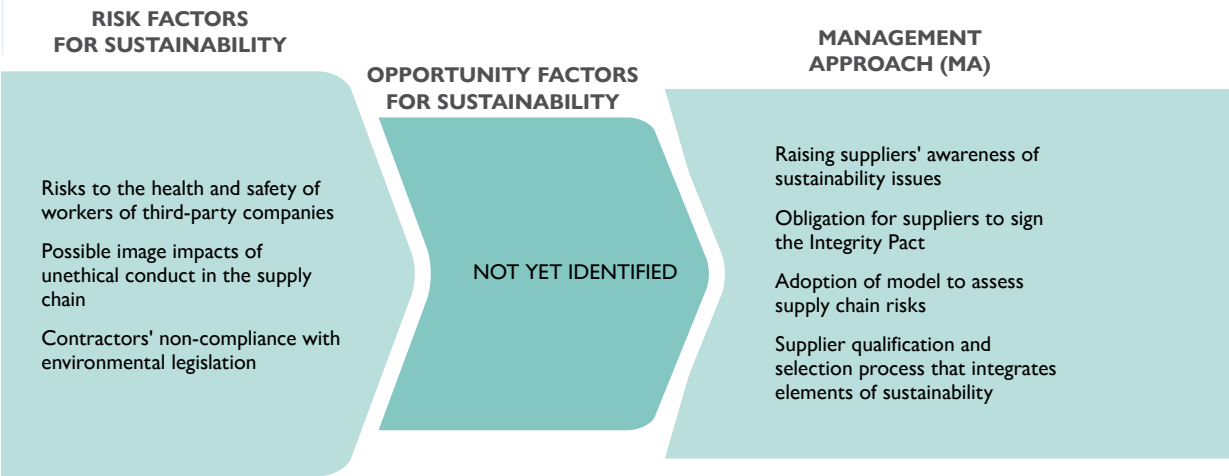 RISK FACTORS
FOR SUSTAINABILITY
Risks to the health and safety of
workers of third-party companies
Possible image impacts of
unethical conduct in the supply
chain
Contractors' non-compliance with
environmental legislation
OPPORTUNITY FACTORS
FOR SUSTAINABILITY
NOT YET IDENTIFIED
MANAGEMENT
APPROACH (MA)
Raising suppliers' awareness of
sustainability issues
Obligation for suppliers to sign
the Integrity Pact
Adoption of model to assess
supply chain risks
Supplier qualification and
selection process that integrates
elements of sustainability